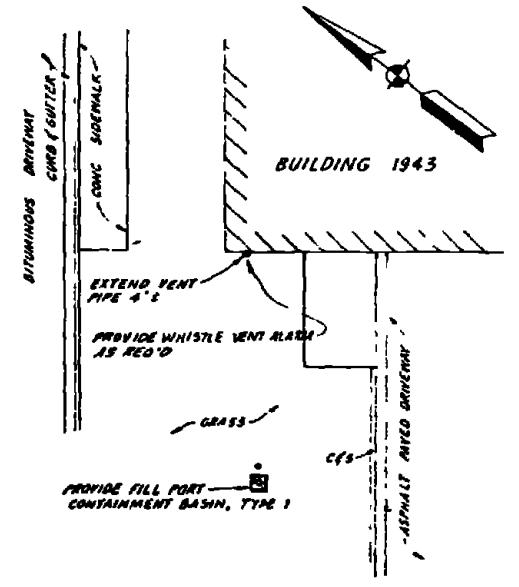 BITUMINOUS DRIVEWAY
CURB & GUTTER
CONC SIDEWALK
BUILDING 1943
EXTEND VENT
PIPE 4'±
PROVIDE WHISTLE VENT ALARM
AS REQ'D
GRASS
C&G
ASPHALT PAVED DRIVEWAY
PROVIDE FILL PORT
CONTAINMENT BASIN, TYPE 1